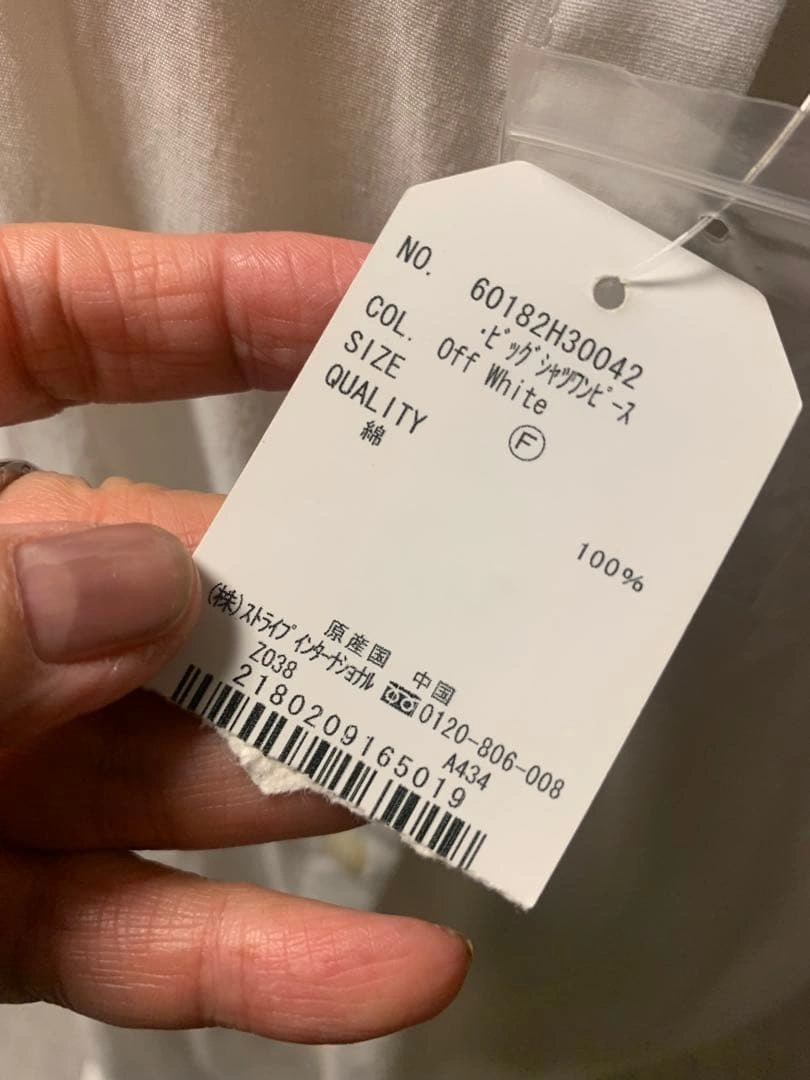 NO. 60182H30042
・ビッグシャツワンピース
COL. Off White
SIZE Ⓕ
QUALITY
綿 100%
原産国 中国
(株)ストライプインターナショナル 0120-806-008
Z038 A434
2180209165019